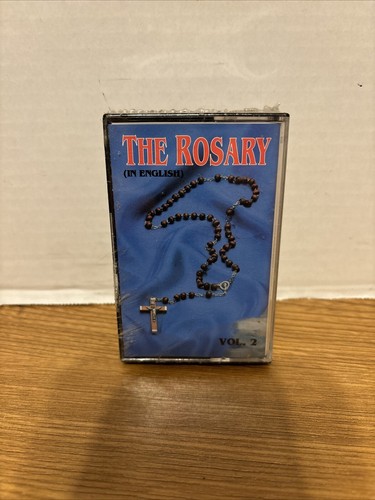 THE ROSARY
(IN ENGLISH)
VOL. 2